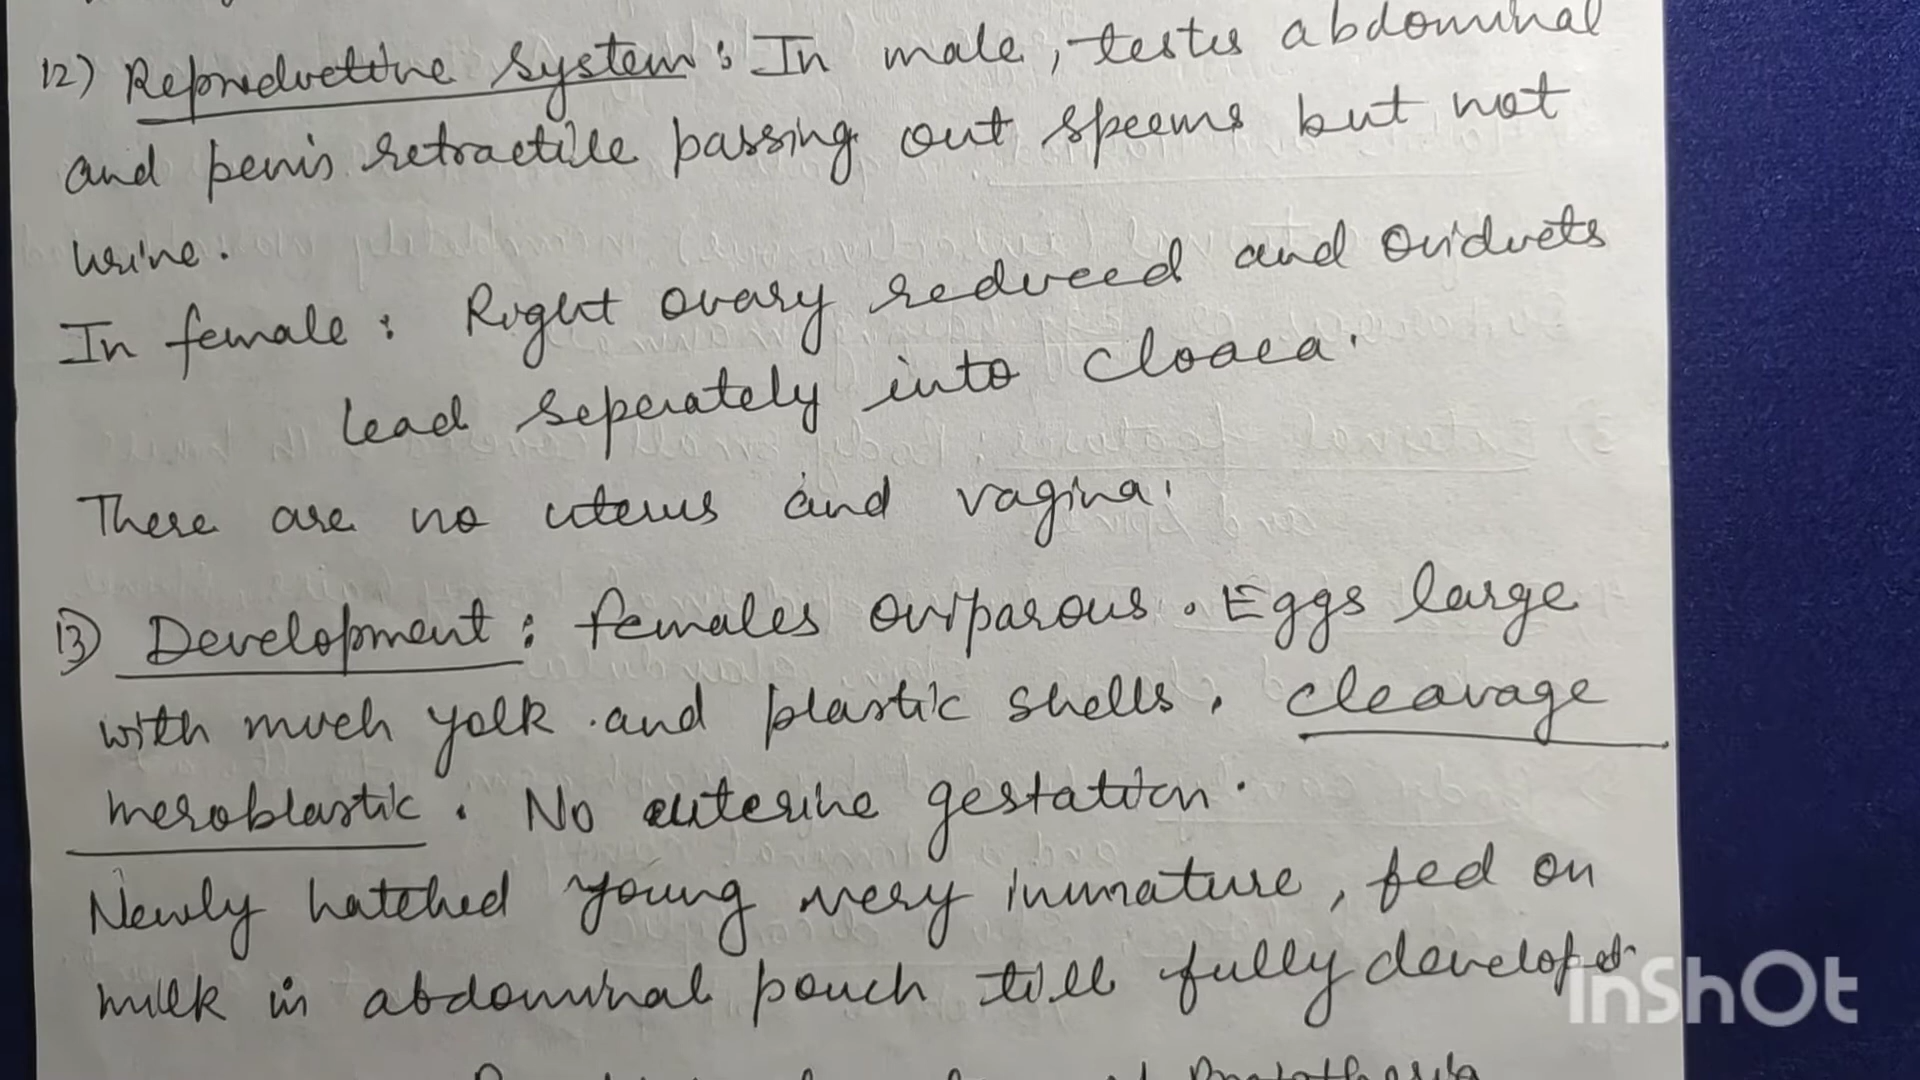 12) Reproductive system : In male, testes abdominal
and penis retractile passing out sperms but not
urine.
In female : Right ovary reduced and oviducts
lead seperately into cloaca.
There are no uterus and vagina.
13) Development : females oviparous. Eggs large
with much yolk and plastic shells. cleavage
meroblastic. No uterine gestation.
Newly hatched young very immature, fed on
milk in abdominal pouch till fully developed
Prototheria
InShOt